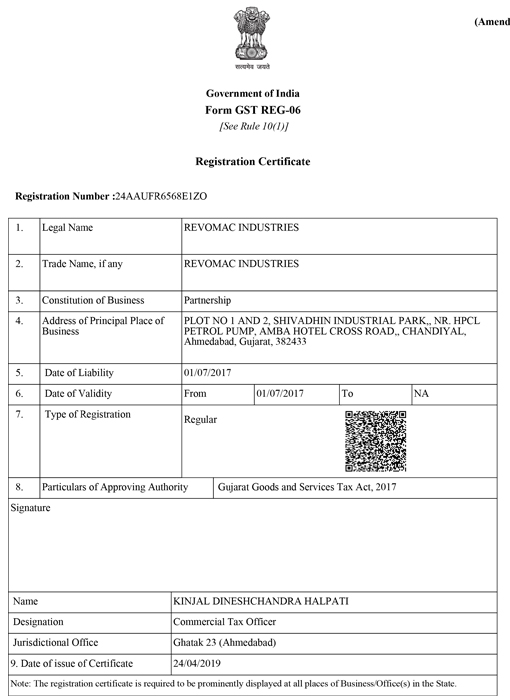 (Amend
सत्यमेव जयते
Government of India
Form GST REG-06
[See Rule 10(1)]
Registration Certificate
Registration Number :24AAUFR6568E1ZO
1. Legal Name REVOMAC INDUSTRIES
2. Trade Name, if any REVOMAC INDUSTRIES
3. Constitution of Business Partnership
4. Address of Principal Place of Business PLOT NO 1 AND 2, SHIVADHIN INDUSTRIAL PARK,, NR. HPCL
PETROL PUMP, AMBA HOTEL CROSS ROAD,, CHANDIYAL,
Ahmedabad, Gujarat, 382433
5. Date of Liability 01/07/2017
6. Date of Validity From 01/07/2017 To NA
7. Type of Registration Regular
8. Particulars of Approving Authority Gujarat Goods and Services Tax Act, 2017
Signature
Name KINJAL DINESHCHANDRA HALPATI
Designation Commercial Tax Officer
Jurisdictional Office Ghatak 23 (Ahmedabad)
9. Date of issue of Certificate 24/04/2019
Note: The registration certificate is required to be prominently displayed at all places of Business/Office(s) in the State.